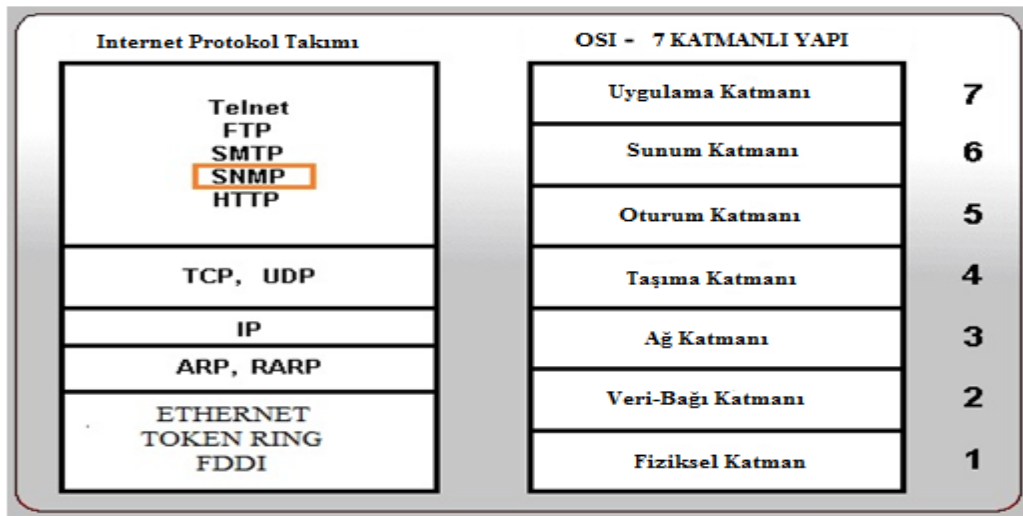 Internet Protokol Takımı
Telnet
FTP
SMTP
SNMP
HTTP
TCP, UDP
IP
ARP, RARP
ETHERNET
TOKEN RING
FDDI
OSI - 7 KATMANLI YAPI
Uygulama Katmanı 7
Sunum Katmanı 6
Oturum Katmanı 5
Taşıma Katmanı 4
Ağ Katmanı 3
Veri-Bağı Katmanı 2
Fiziksel Katman 1